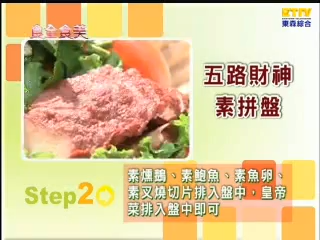 食全食美
ETTV
東森綜合
五路財神
素拼盤
Step2
素燻鵝、素鮑魚、素魚卵、
素叉燒切片排入盤中,皇帝
菜排入盤中即可